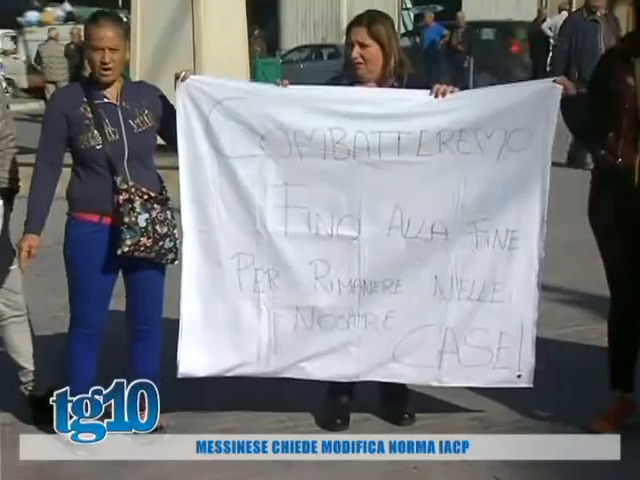 COMBATTEREMO
FINO ALLA FINE
PER RIMANERE NELLE
NOSTRE CASE!
tg10
MESSINESE CHIEDE MODIFICA NORMA IACP